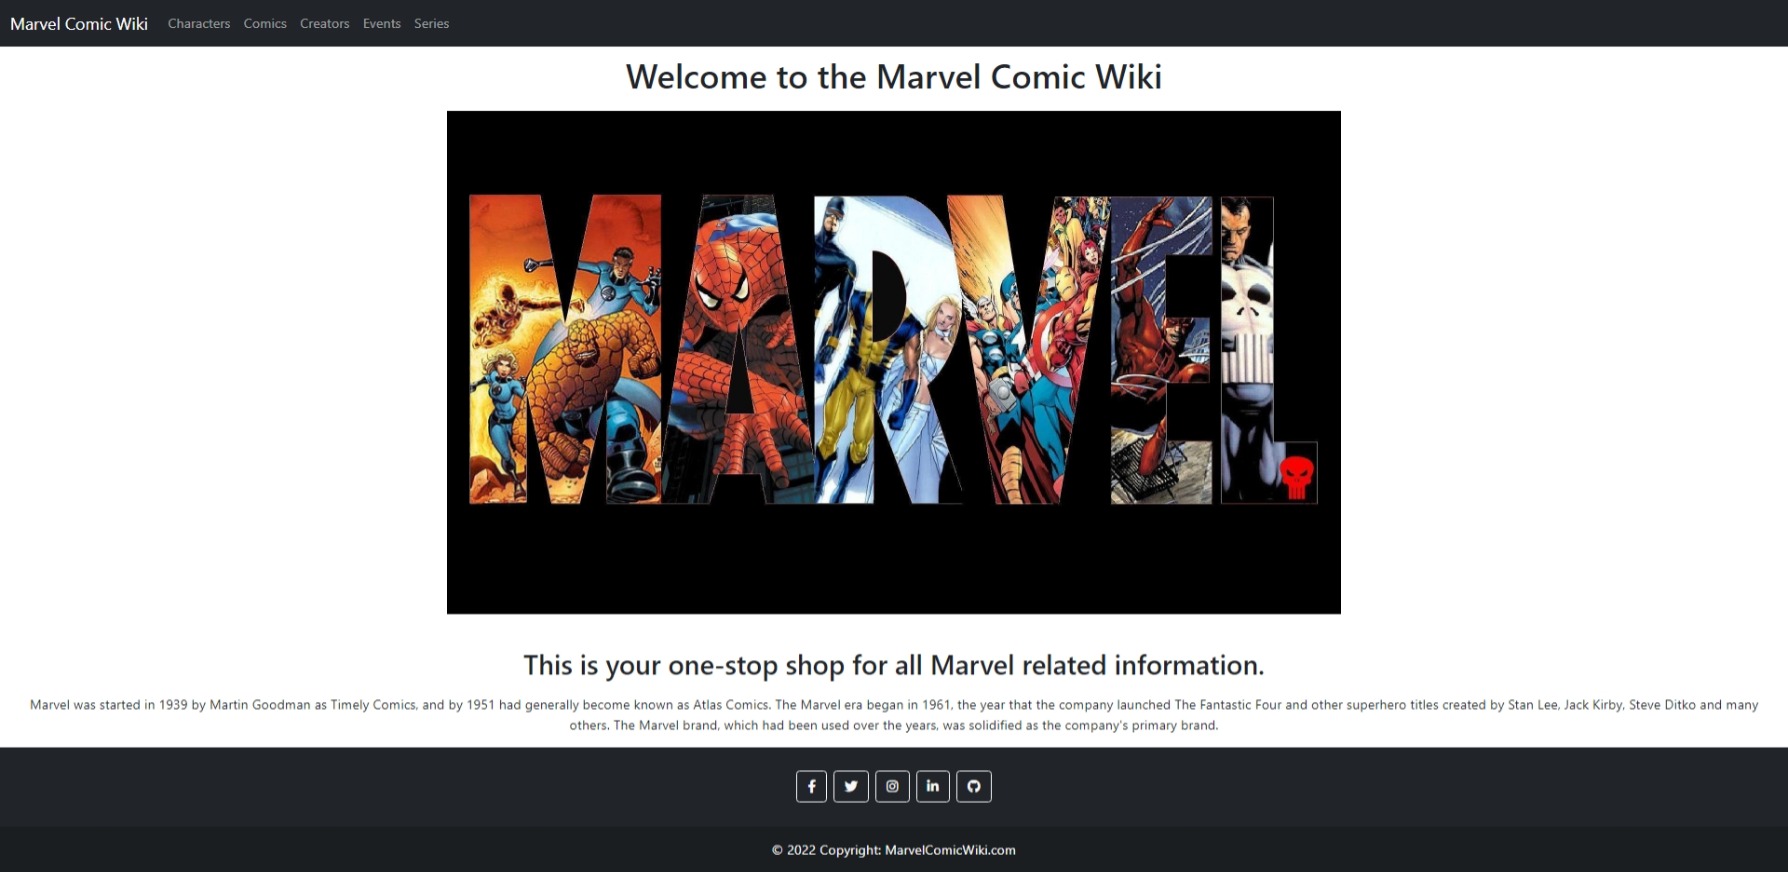 Marvel Comic Wiki Characters Comics Creators Events Series
Welcome to the Marvel Comic Wiki
MARVEL
This is your one-stop shop for all Marvel related information.
Marvel was started in 1939 by Martin Goodman as Timely Comics, and by 1951 had generally become known as Atlas Comics. The Marvel era began in 1961, the year that the company launched The Fantastic Four and other superhero titles created by Stan Lee, Jack Kirby, Steve Ditko and many
others. The Marvel brand, which had been used over the years, was solidified as the company's primary brand.
© 2022 Copyright: MarvelComicWiki.com